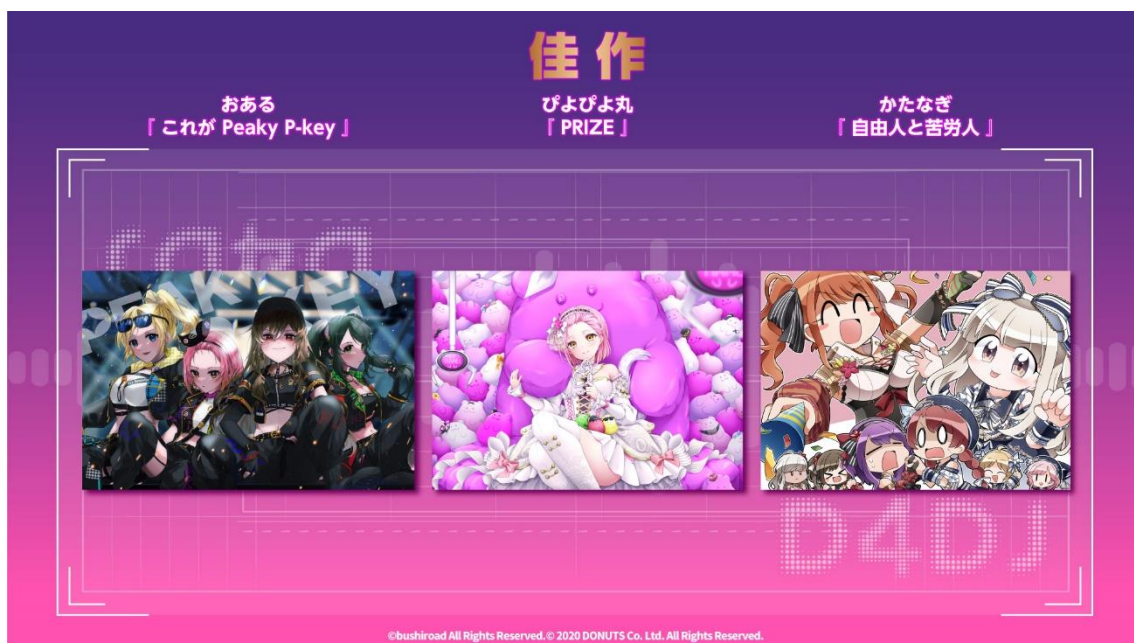 佳作
おある
『 これが Peaky P-key 』
ぴよぴよ丸
『 PRIZE 』
かたなぎ
『 自由人と苦労人 』
D4DJ
©bushiroad All Rights Reserved.© 2020 DONUTS Co. Ltd. All Rights Reserved.